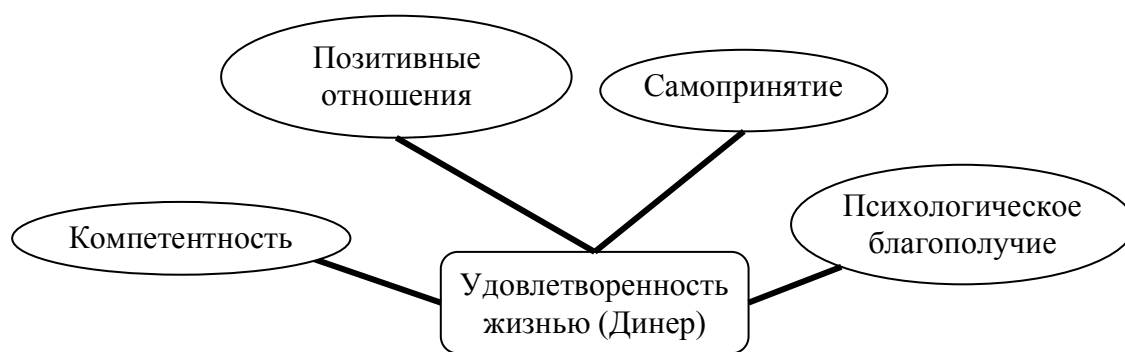 Позитивные
отношения
Самопринятие
Компетентность
Психологическое
благополучие
Удовлетворенность
жизнью (Динер)